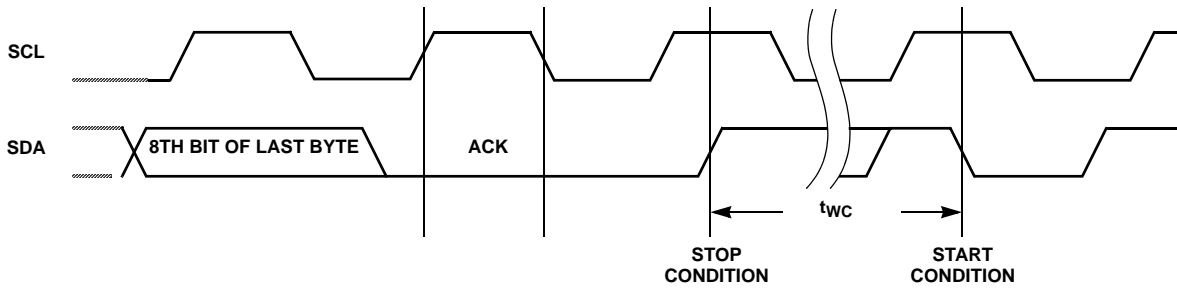 SCL
SDA
8TH BIT OF LAST BYTE
ACK
tWC
STOP
CONDITION
START
CONDITION